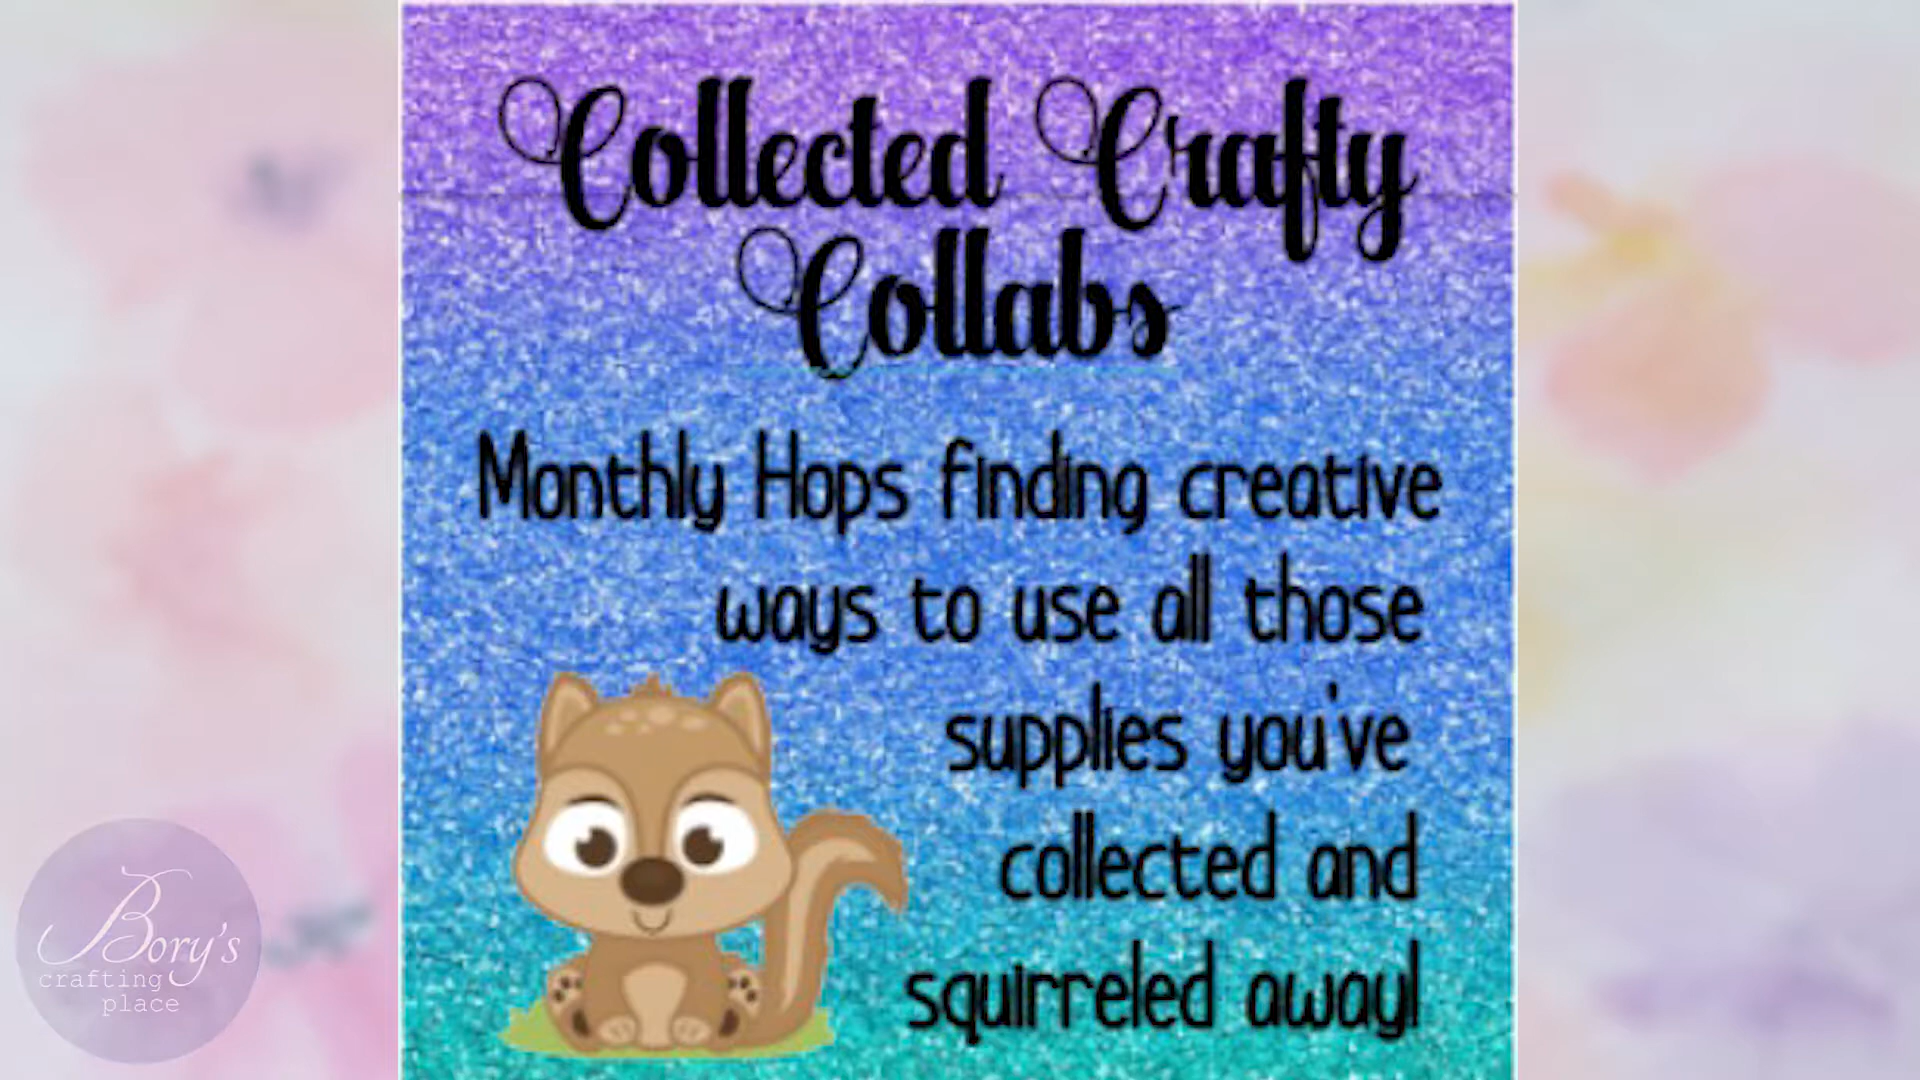 Collected Crafty
Collabs
Monthly Hops finding creative
ways to use all those
supplies you've
collected and
squirreled away!
Bory's
crafting
place